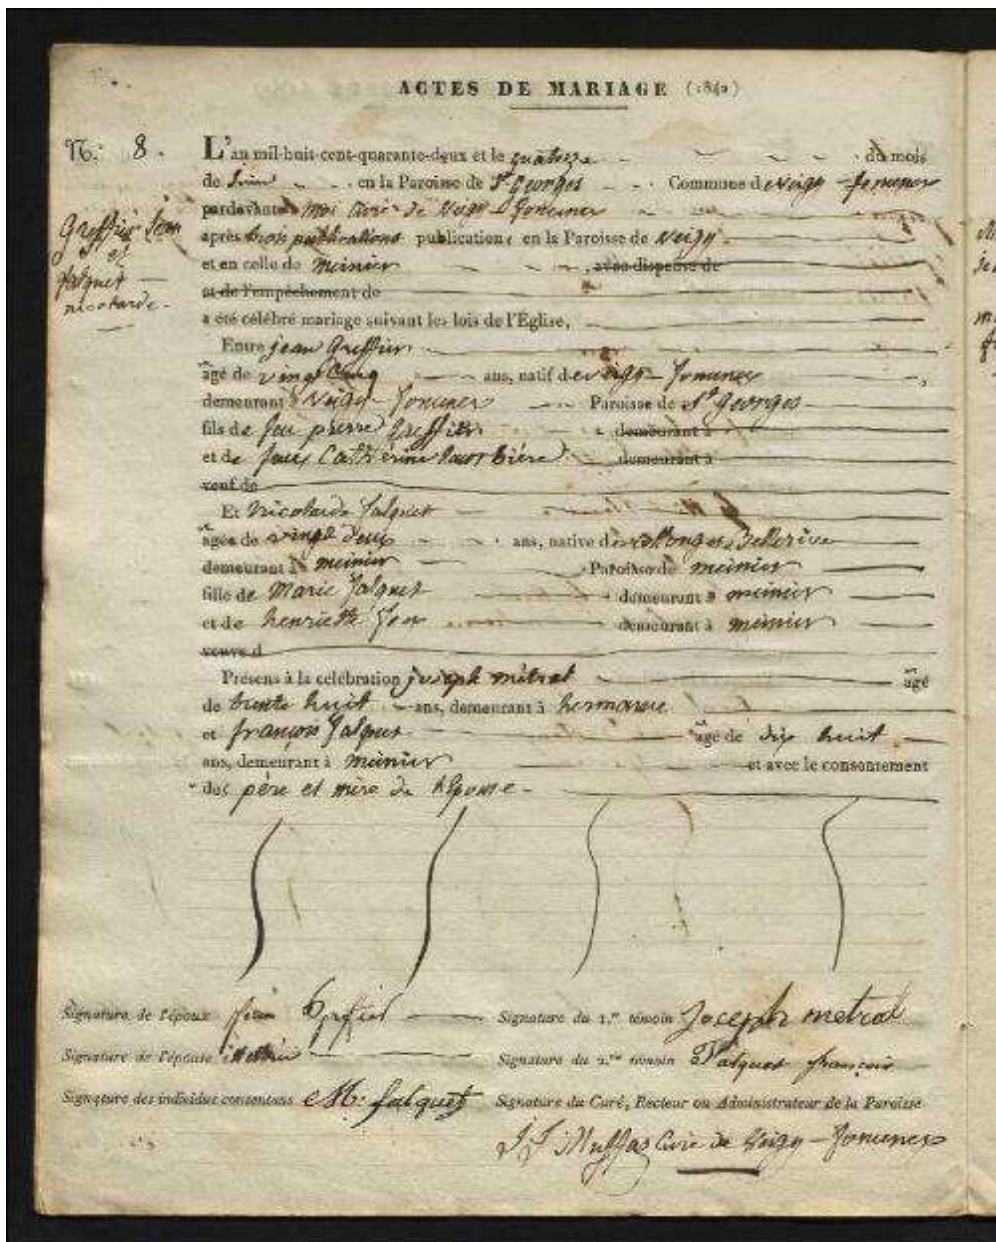 ACTES DE MARIAGE (1842)
N.° 8.
Greffier Jean
et
falquet
nicolarde.
L'an mil-huit-cent-quarante-deux et le quatorze du mois
de Juin en la Paroisse de St Georges Commune de Veigy-foncenex
pardevant moi Curé de Veigy-foncenex
après trois publications publications en la Paroisse de Veigy
et en celle de meinier, avec dispense de
et de l'empêchement de
a été célébré mariage suivant les lois de l'Église,
Entre jean Greffier
âgé de vingt Cinq ans, natif de Veigy-foncenex,
demeurant à Veigy-foncenex Paroisse de St georges
fils de feu pierre Greffier demeurant à
et de Catherine demeurant à
veuf de
Et Nicolarde falquet
âgée de vingt deux ans, native de Collonges Bellerive
demeurant à meinier Paroisse de meinier
fille de Marie falquet demeurant à meinier
et de henriette demeurant à meinier
veuve d
Présens à la célébration joseph métral âgé
de trente huit ans, demeurant à hermance
et françois falquet âgé de dix huit
ans, demeurant à meinier et avec le consentement
des père et mère de l'Epouse.
Signature de l'époux jean Greffier Signature du 1.er témoin Joseph metral
Signature de l'épouse Signature du 2.me témoin Falquet françois
Signature des individus consentans M. falquet Signature du Curé, Recteur ou Administrateur de la Paroisse
Curé de Veigy-foncenex